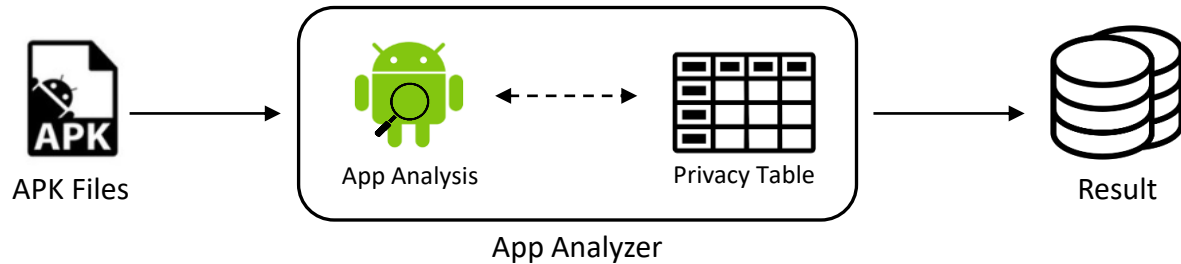 APK
APK Files
App Analysis
Privacy Table
Result
App Analyzer